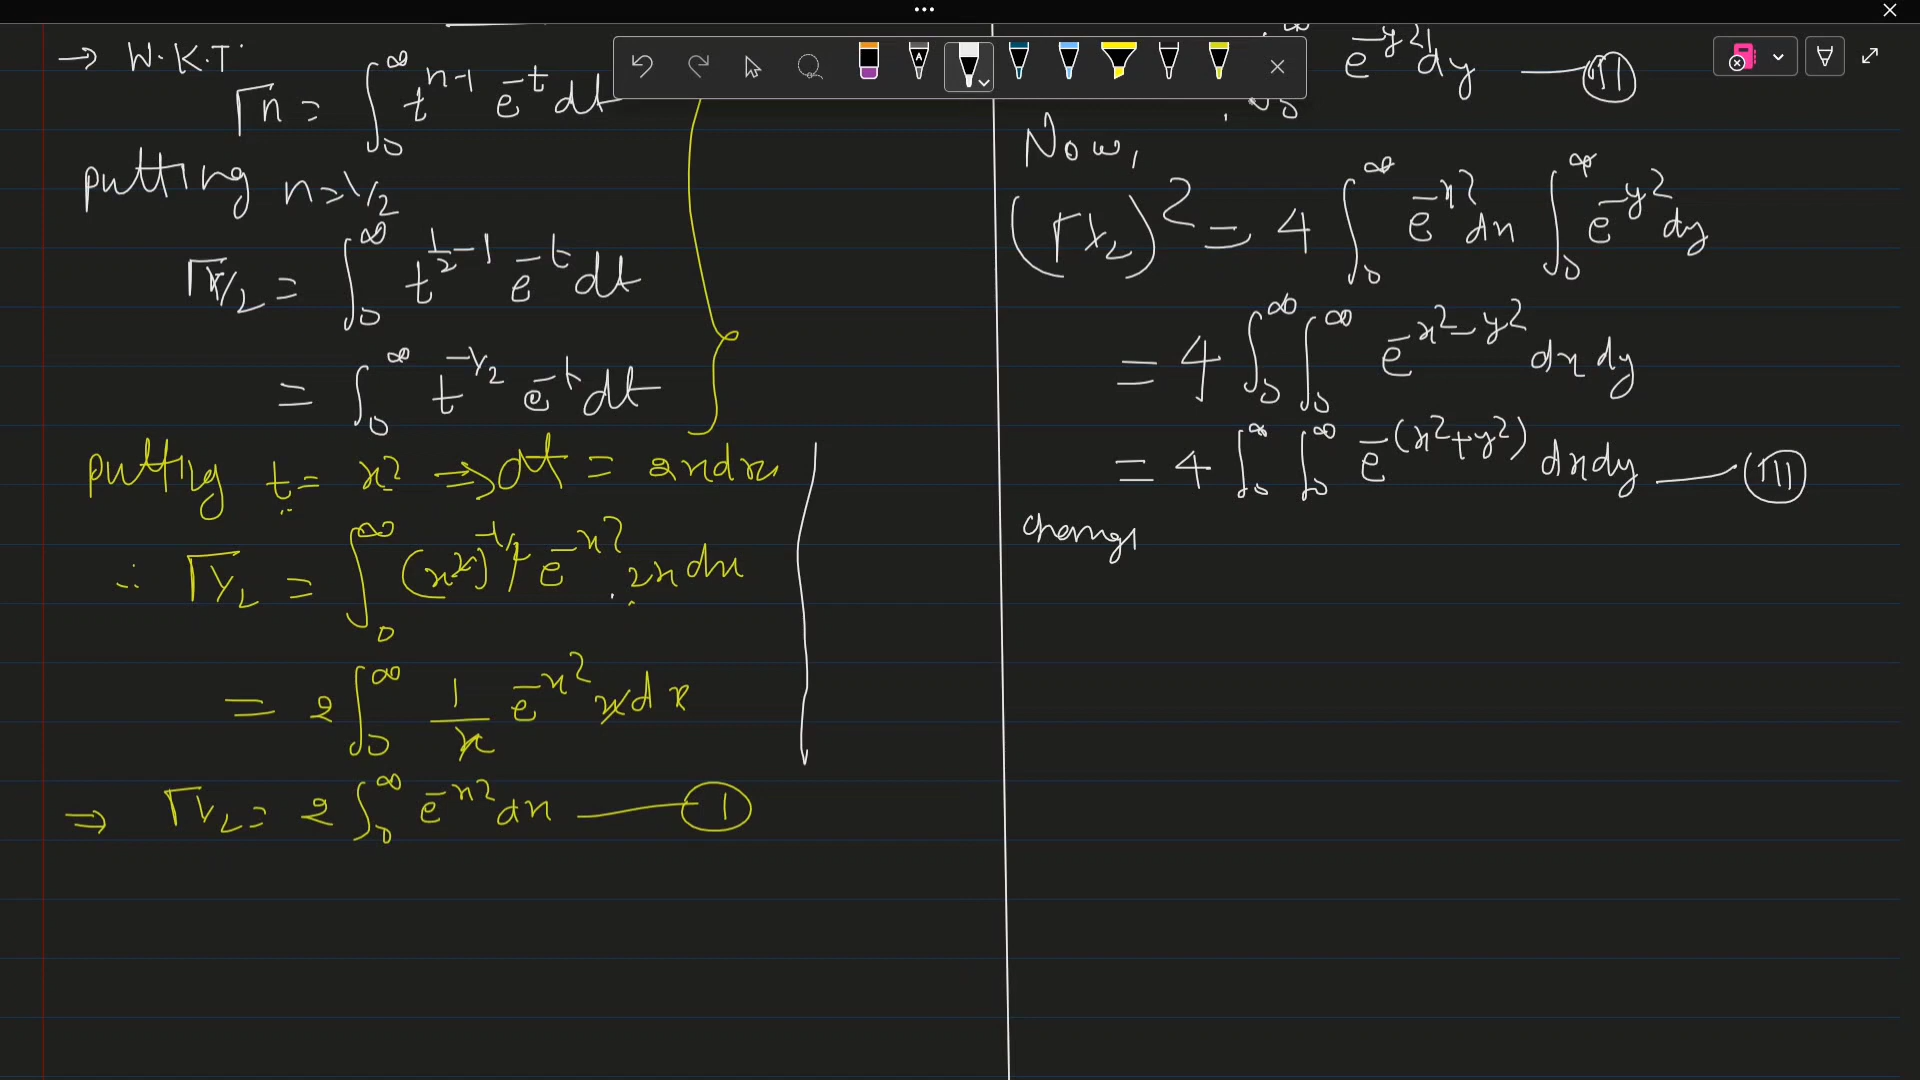 → W.K.T.
Γn = ∫₀^∞ t^(n-1) e^(-t) dt
putting n = 1/2
Γ1/2 = ∫₀^∞ t^(1/2 - 1) e^(-t) dt
= ∫₀^∞ t^(-1/2) e^(-t) dt
putting t = x² ⇒ dt = 2x dx
∴ Γ1/2 = ∫₀^∞ (x²)^(-1/2) e^(-x²) . 2x dx
= 2 ∫₀^∞ 1/x e^(-x²) x dx
⇒ Γ1/2 = 2 ∫₀^∞ e^(-x²) dx — I
e^(-y²) dy — II
Now,
(Γ1/2)² = 4 ∫₀^∞ e^(-x²) dx ∫₀^∞ e^(-y²) dy
= 4 ∫₀^∞ ∫₀^∞ e^(-x²-y²) dx dy
= 4 ∫₀^∞ ∫₀^∞ e^(-(x²+y²)) dx dy — III